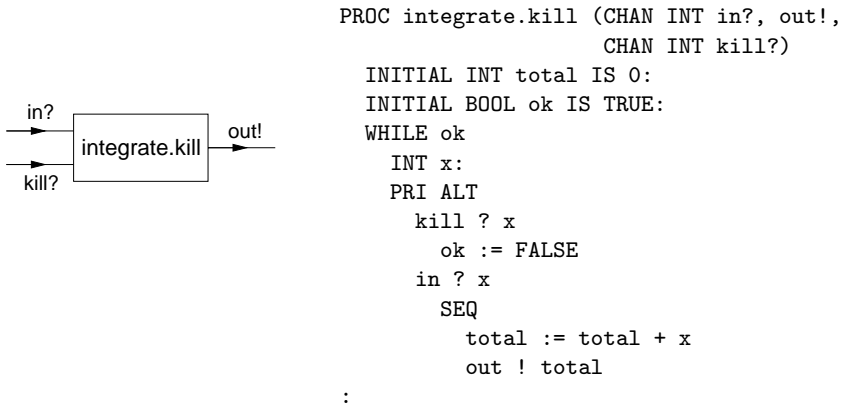 in?
kill?
integrate.kill
out!
PROC integrate.kill (CHAN INT in?, out!,
                     CHAN INT kill?)
  INITIAL INT total IS 0:
  INITIAL BOOL ok IS TRUE:
  WHILE ok
    INT x:
    PRI ALT
      kill ? x
        ok := FALSE
      in ? x
        SEQ
          total := total + x
          out ! total
: